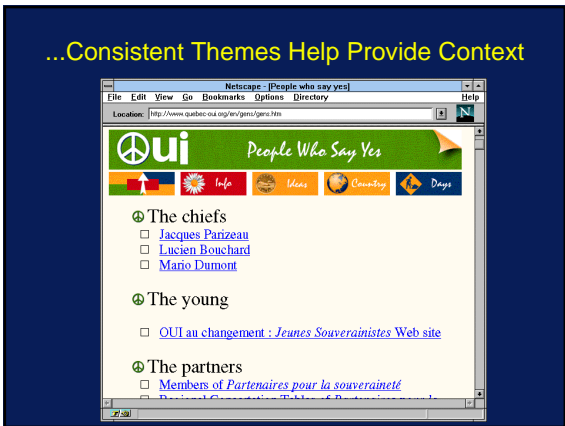 ...Consistent Themes Help Provide Context
Netscape - [People who say yes]
File Edit View Go Bookmarks Options Directory Help
Location: http://www.quebec-oui.org/en/gens/gens.htm
N
Oui People Who Say Yes
Info Ideas Country Days
The chiefs
Jacques Parizeau
Lucien Bouchard
Mario Dumont
The young
OUI au changement : Jeunes Souverainistes Web site
The partners
Members of Partenaires pour la souveraineté